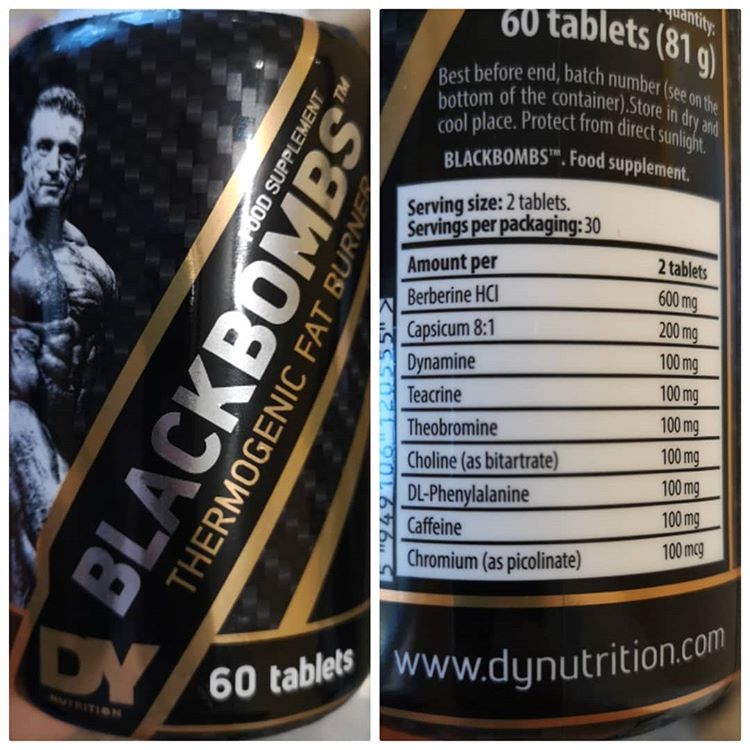 FOOD SUPPLEMENT
BLACKBOMBS™
THERMOGENIC FAT BURNER
DY
NUTRITION
60 tablets
quantity:
60 tablets (81 g)
Best before end, batch number (see on the
bottom of the container).Store in dry and
cool place. Protect from direct sunlight.
BLACKBOMBS™. Food supplement.
Serving size: 2 tablets.
Servings per packaging:30
Amount per 2 tablets
Berberine HCl 600 mg
Capsicum 8:1 200 mg
Dynamine 100 mg
Teacrine 100 mg
Theobromine 100 mg
Choline (as bitartrate) 100 mg
DL-Phenylalanine 100 mg
Caffeine 100 mg
Chromium (as picolinate) 100 mcg
www.dynutrition.com